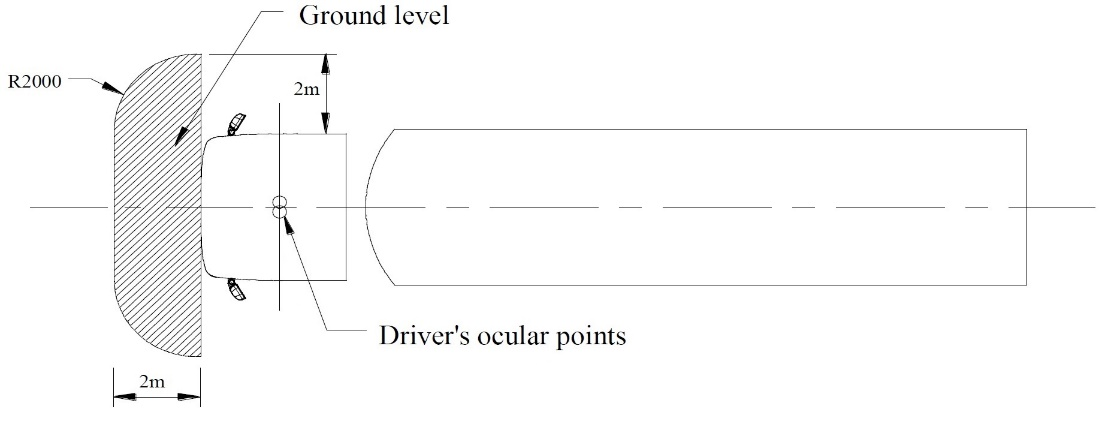 Ground level
R2000
2m
Driver's ocular points
2m